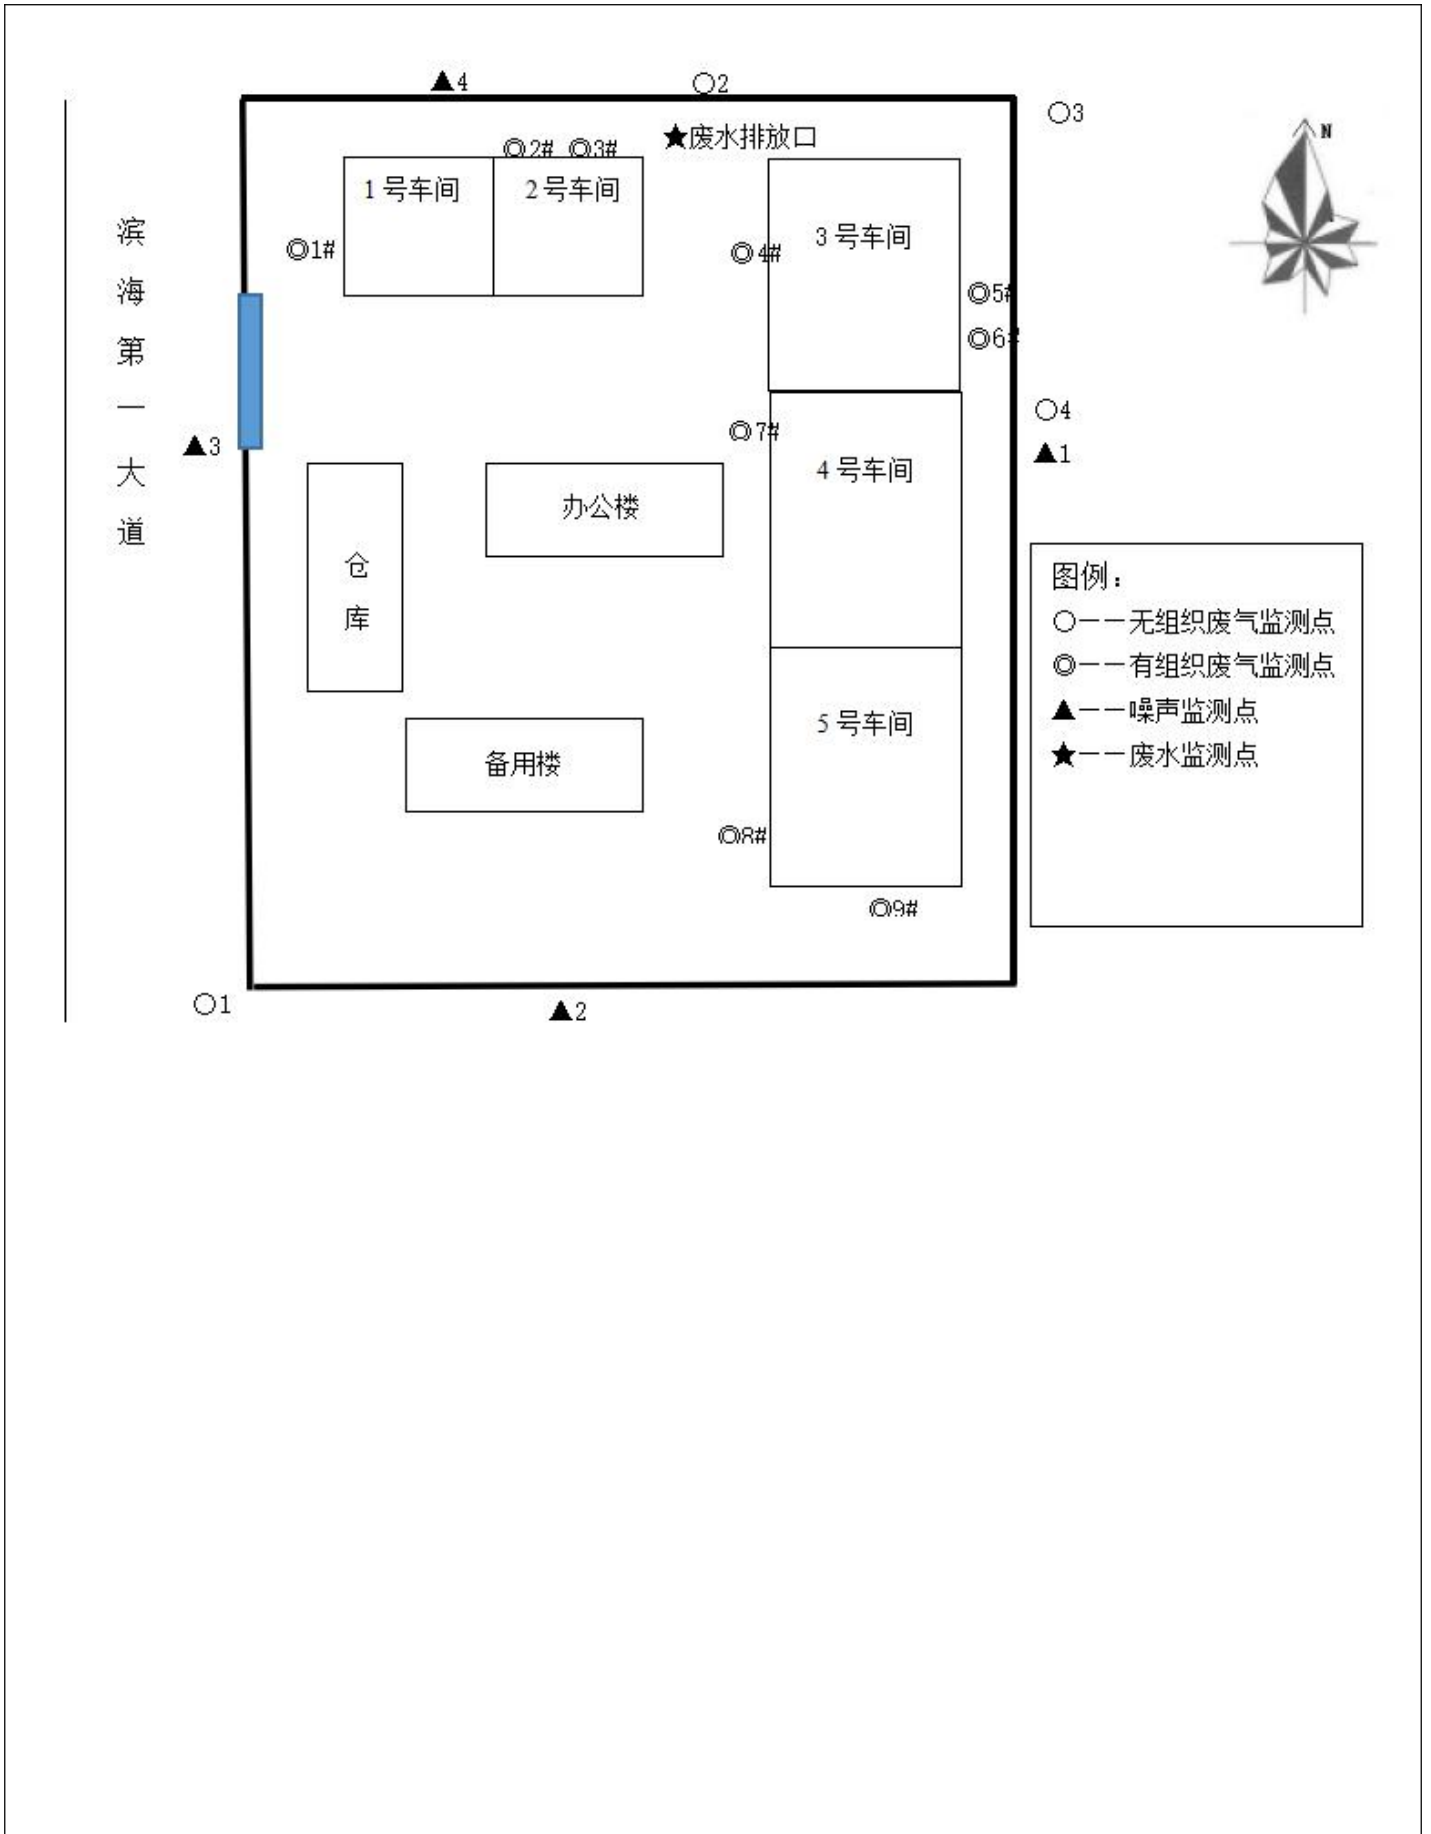 ▲4
○2
○3
N
★废水排放口
◎2#
◎3#
1号车间
2号车间
3号车间
◎1#
◎4#
◎5#
◎6#
滨海第一大道
○4
▲3
◎7#
▲1
4号车间
办公楼
仓库
图例：
○——无组织废气监测点
◎——有组织废气监测点
▲——噪声监测点
★——废水监测点
5号车间
备用楼
◎8#
◎9#
○1
▲2